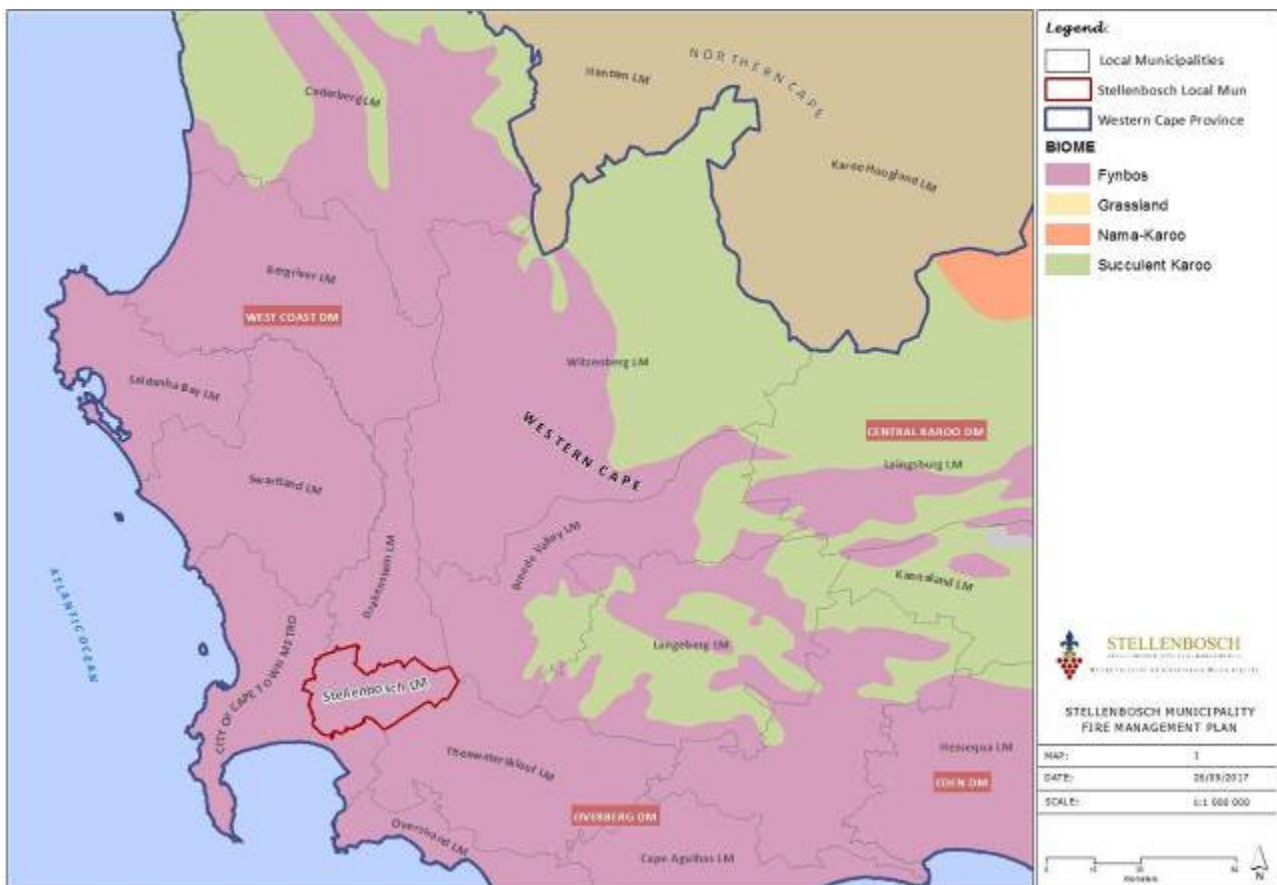 NORTHERN CAPE
Hantam LM
Cederberg LM
Karoo Hoogland LM
Bergrivier LM
WEST COAST DM
Witzenberg LM
Saldanha Bay LM
WESTERN CAPE
CENTRAL KAROO DM
Laingsburg LM
Swartland LM
Breede Valley LM
Drakenstein LM
Kannaland LM
ATLANTIC OCEAN
Langeberg LM
CITY OF CAPE TOWN METRO
Stellenbosch LM
Theewaterskloof LM
Hessequa LM
EDEN DM
OVERBERG DM
Overstrand LM
Cape Agulhas LM
Legend:
Local Municipalities
Stellenbosch Local Mun
Western Cape Province
BIOME
Fynbos
Grassland
Nama-Karoo
Succulent Karoo
STELLENBOSCH
STELLENBOSCH MUNICIPALITY
FIRE MANAGEMENT PLAN
MAP: 1
DATE: 26/09/2017
SCALE: 1:1 000 000
0
N